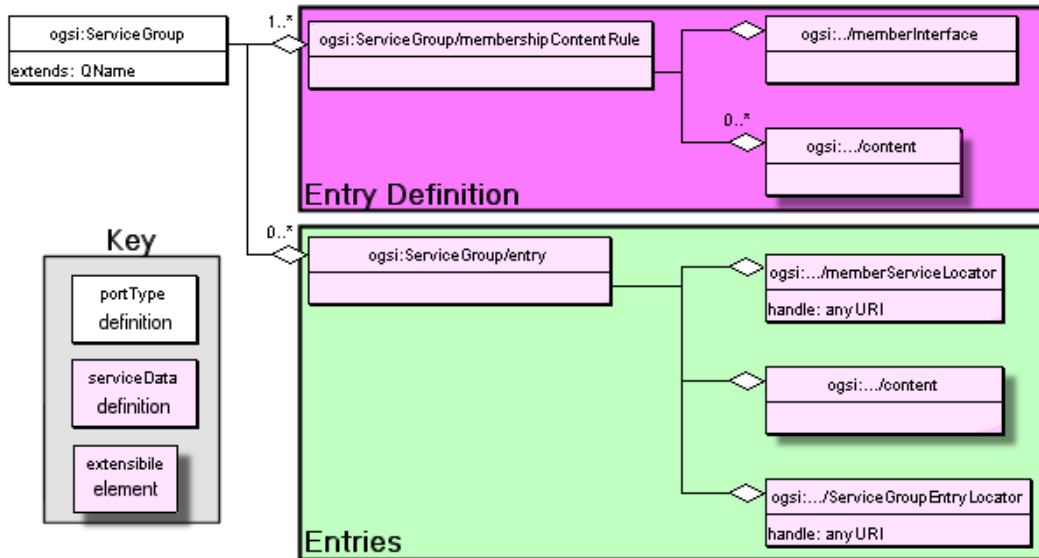 ogsi:ServiceGroup
extends: QName
1..*
ogsi:ServiceGroup/membershipContentRule
ogsi:../memberInterface
0..*
ogsi:.../content
Entry Definition
0..*
ogsi:ServiceGroup/entry
ogsi:.../memberServiceLocator
handle: anyURI
ogsi:.../content
ogsi:.../ServiceGroupEntryLocator
handle: anyURI
Entries
Key
portType
definition
serviceData
definition
extensibile
element